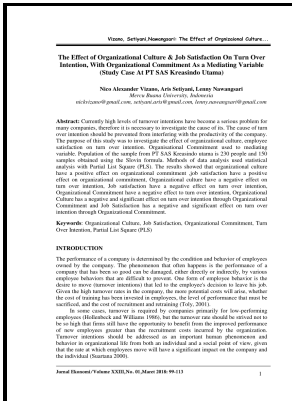 Vizano, Setiyani,Nawangsari: The Effect of Orgnizational Culture...
The Effect of Organizational Culture & Job Satisfaction On Turn Over
Intention, With Organizational Commitment As a Mediating Variable
(Study Case At PT SAS Kreasindo Utama)
Nico Alexander Vizano, Aris Setiyani, Lenny Nawangsari
Mercu Buana University, Indonesia
nickvizano@gmail.com, setiyani.aris@gmail.com, lenny.nawangsari@gmail.com
Abstract: Currently high levels of turnover intentions have become a serious problem for
many companies, therefore it is necessary to investigate the cause of its. The cause of turn
over intention should be prevented from interfering with the productivity of the company.
The purpose of this study was to investigate the effect of organizational culture, employee
satisfaction on turn over intention. Organizational Commitment used to mediating
variable. Population of the sample from PT SAS Kreasindo utama is 230 people and 150
samples obtained using the Slovin formula. Methods of data analysis used statistical
analysis with Partial List Square (PLS). The results showed that organizational culture
have a positive effect on organizational commitment ,job satisfaction have a positive
effect on organizational commitment. Organizational culture have a negative effect on
turn over intention, Job satisfaction have a negative effect on turn over intention,
Organizational Commitment have a negative effect to turn over intention. Organizational
Culture has a negative and significant effect on turn over intention through Organizational
Commitment and Job Satisfaction has a negative and significant effect on turn over
intention through Organizational Commitment.
Keywords: Organizational Culture, Job Satisfaction, Organizational Commitment, Turn
Over Intention, Partial List Square (PLS)
INTRODUCTION
The performance of a company is determined by the condition and behavior of employees
owned by the company. The phenomenon that often happens is the performance of a
company that has been so good can be damaged, either directly or indirectly, by various
employee behaviors that are difficult to prevent. One form of employee behavior is the
desire to move (turnover intentions) that led to the employee's decision to leave his job.
Given the high turnover rates in the company, the more potential costs will arise, whether
the cost of training has been invested in employees, the level of performance that must be
sacrificed, and the cost of recruitment and retraining (Toly, 2001).
In some cases, turnover is required by companies primarily for low-performing
employees (Hollenbeck and Williams 1986), but the turnover rate should be strived not to
be so high that firms still have the opportunity to benefit from the improved performance
of new employees greater than the recruitment costs incurred by the organization.
Turnover intentions should be addressed as an important human phenomenon and
behavior in organizational life from both an individual and a social point of view, given
that the rate at which employees move will have a significant impact on the company and
the individual (Suartana 2000).
Jurnal Ekonomi/Volume XXIII, No. 01,Maret 2018: 99-113
1